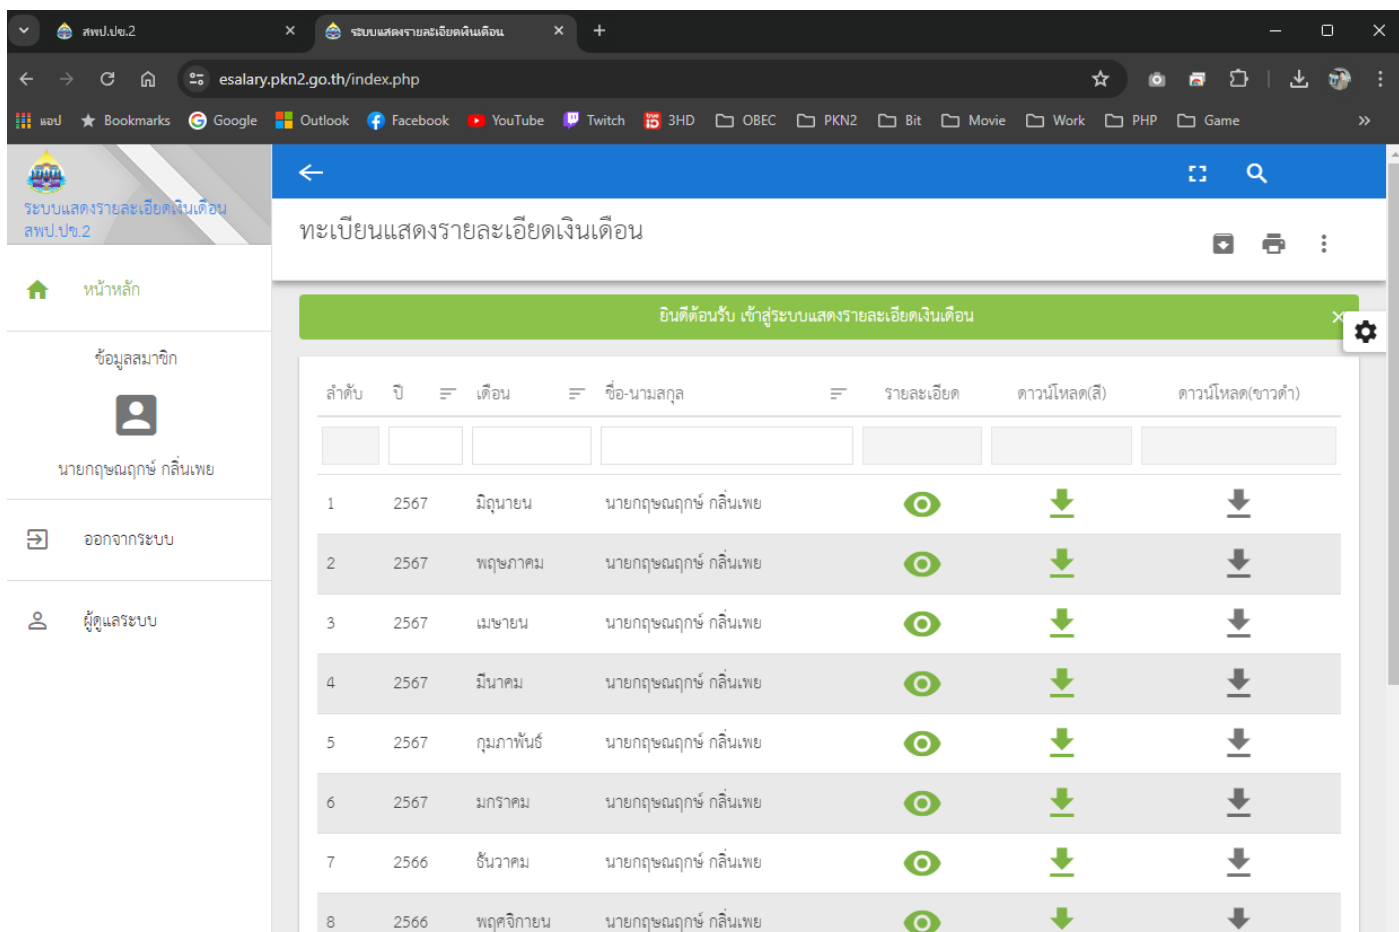 สพป.ปข.2
ระบบแสดงรายละเอียดเงินเดือน
esalary.pkn2.go.th/index.php
แอป Bookmarks Google Outlook Facebook YouTube Twitch 3HD OBEC PKN2 Bit Movie Work PHP Game
ระบบแสดงรายละเอียดเงินเดือน
สพป.ปข.2
หน้าหลัก
ข้อมูลสมาชิก
นายกฤษณฤกษ์ กลิ่นเพย
ออกจากระบบ
ผู้ดูแลระบบ
ทะเบียนแสดงรายละเอียดเงินเดือน
ยินดีต้อนรับ เข้าสู่ระบบแสดงรายละเอียดเงินเดือน
ลำดับ ปี เดือน ชื่อ-นามสกุล รายละเอียด ดาวน์โหลด(สี) ดาวน์โหลด(ขาวดำ)
1 2567 มิถุนายน นายกฤษณฤกษ์ กลิ่นเพย
2 2567 พฤษภาคม นายกฤษณฤกษ์ กลิ่นเพย
3 2567 เมษายน นายกฤษณฤกษ์ กลิ่นเพย
4 2567 มีนาคม นายกฤษณฤกษ์ กลิ่นเพย
5 2567 กุมภาพันธ์ นายกฤษณฤกษ์ กลิ่นเพย
6 2567 มกราคม นายกฤษณฤกษ์ กลิ่นเพย
7 2566 ธันวาคม นายกฤษณฤกษ์ กลิ่นเพย
8 2566 พฤศจิกายน นายกฤษณฤกษ์ กลิ่นเพย